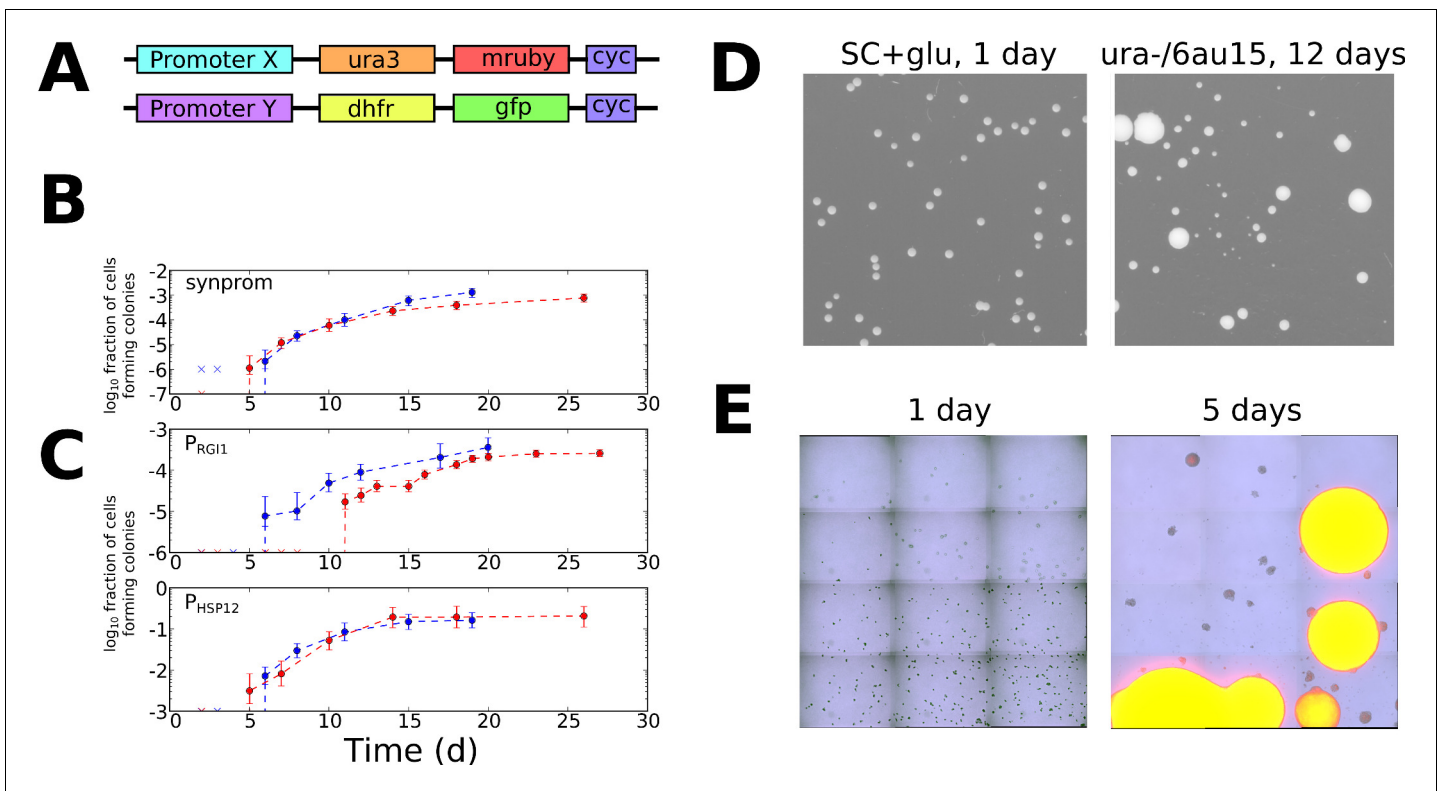 A
Promoter X ura3 mruby cyc
Promoter Y dhfr gfp cyc
B
log10 fraction of cells
forming colonies
synprom
-2
-3
-4
-5
-6
-7
0 5 10 15 20 25 30
C
log10 fraction of cells
forming colonies
PRGI1
-3
-4
-5
-6
0 5 10 15 20 25 30
PHSP12
0
-1
-2
-3
0 5 10 15 20 25 30
Time (d)
D
SC+glu, 1 day
ura-/6au15, 12 days
E
1 day
5 days